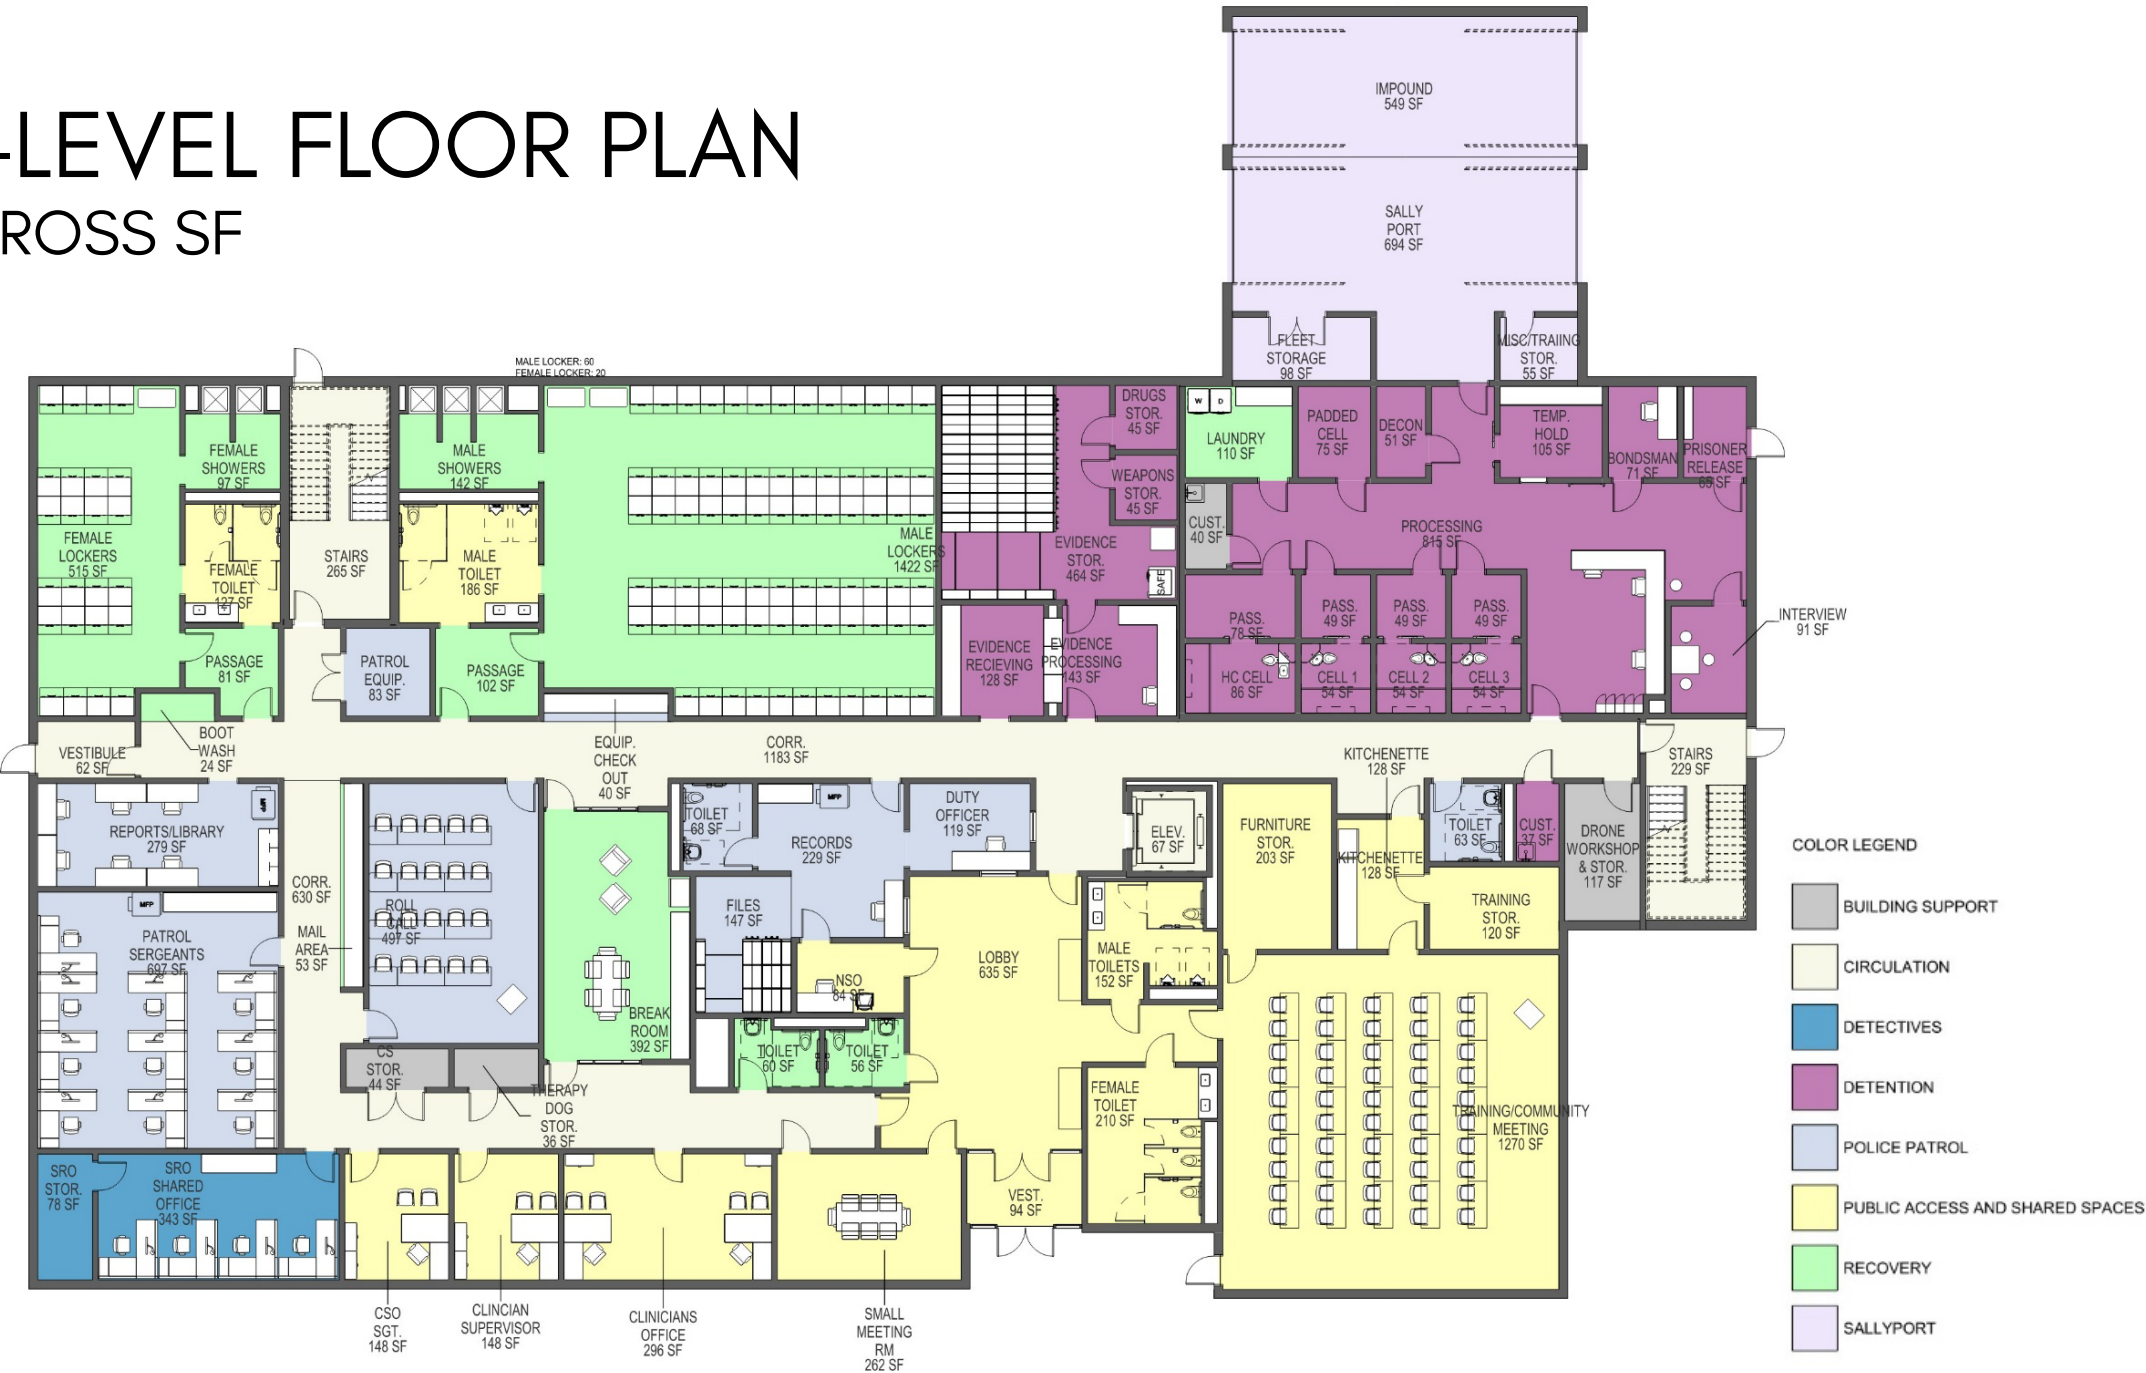 -LEVEL FLOOR PLAN
ROSS SF
IMPOUND
549 SF
SALLY
PORT
694 SF
FLEET
STORAGE
98 SF
MISC/TRAIING
STOR.
55 SF
MALE LOCKER: 60
FEMALE LOCKER: 20
FEMALE
SHOWERS
97 SF
MALE
SHOWERS
142 SF
DRUGS
STOR.
45 SF
WEAPONS
STOR.
45 SF
W
D
LAUNDRY
110 SF
PADDED
CELL
75 SF
DECON
51 SF
TEMP.
HOLD
105 SF
BONDSMAN
71 SF
PRISONER
RELEASE
65 SF
FEMALE
LOCKERS
515 SF
FEMALE
TOILET
127 SF
STAIRS
265 SF
MALE
TOILET
186 SF
MALE
LOCKERS
1422 SF
EVIDENCE
STOR.
464 SF
SAFE
CUST.
40 SF
PROCESSING
815 SF
PASS.
78 SF
PASS.
49 SF
PASS.
49 SF
PASS.
49 SF
INTERVIEW
91 SF
PASSAGE
81 SF
PATROL
EQUIP.
83 SF
PASSAGE
102 SF
EVIDENCE
RECIEVING
128 SF
EVIDENCE
PROCESSING
143 SF
HC CELL
86 SF
CELL 1
54 SF
CELL 2
54 SF
CELL 3
54 SF
VESTIBULE
62 SF
BOOT
WASH
24 SF
EQUIP.
CHECK
OUT
40 SF
CORR.
1183 SF
KITCHENETTE
128 SF
STAIRS
229 SF
MFP
REPORTS/LIBRARY
279 SF
TOILET
68 SF
MFP
RECORDS
229 SF
DUTY
OFFICER
119 SF
ELEV.
67 SF
FURNITURE
STOR.
203 SF
KITCHENETTE
128 SF
TOILET
63 SF
CUST.
37 SF
DRONE
WORKSHOP
& STOR.
117 SF
COLOR LEGEND
BUILDING SUPPORT
CIRCULATION
DETECTIVES
DETENTION
POLICE PATROL
PUBLIC ACCESS AND SHARED SPACES
RECOVERY
SALLYPORT
MFP
PATROL
SERGEANTS
697 SF
CORR.
630 SF
MAIL
AREA
53 SF
ROLL
CALL
497 SF
FILES
147 SF
NSO
84 SF
LOBBY
635 SF
MALE
TOILETS
152 SF
TRAINING
STOR.
120 SF
BREAK
ROOM
392 SF
TOILET
60 SF
TOILET
56 SF
CS
STOR.
44 SF
THERAPY
DOG
STOR.
36 SF
FEMALE
TOILET
210 SF
TRAINING/COMMUNITY
MEETING
1270 SF
SRO
STOR.
78 SF
SRO
SHARED
OFFICE
343 SF
VEST.
94 SF
CSO
SGT.
148 SF
CLINCIAN
SUPERVISOR
148 SF
CLINICIANS
OFFICE
296 SF
SMALL
MEETING
RM
262 SF